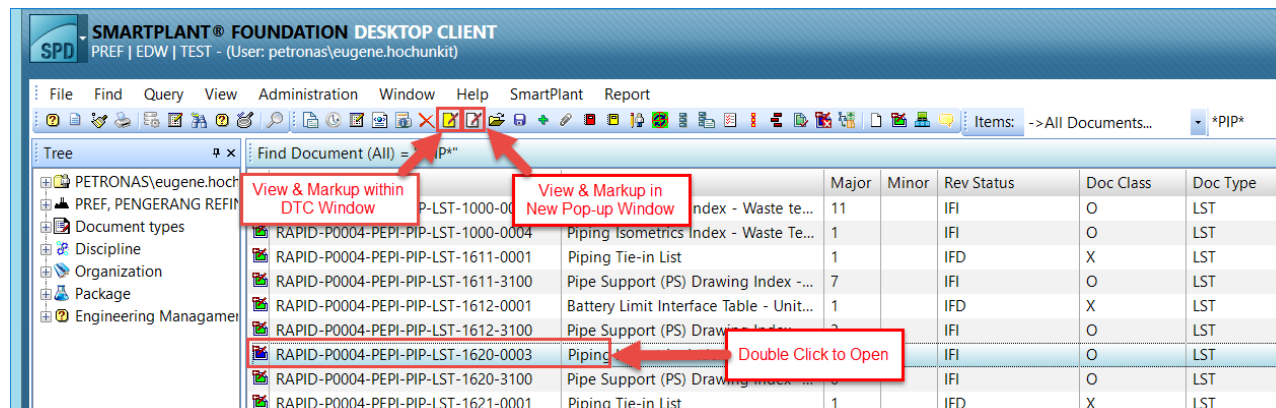 SMARTPLANT® FOUNDATION DESKTOP CLIENT
SPD
PREF | EDW | TEST - (User: petronas\eugene.hochunkit)
File Find Query View Administration Window Help SmartPlant Report
Items: ->All Documents... *PIP*
Tree
Find Document (All) = "*PIP*"
Major Minor Rev Status Doc Class Doc Type
PETRONAS\eugene.hoch
PREF, PENGERANG REFIN
Document types
Discipline
Organization
Package
Engineering Managamer
View & Markup within
DTC Window
View & Markup in
New Pop-up Window
PIP-LST-1000-00 ndex - Waste te... 11 IFI O LST
RAPID-P0004-PEPI-PIP-LST-1000-0004 Piping Isometrics Index - Waste Te... 1 IFI O LST
RAPID-P0004-PEPI-PIP-LST-1611-0001 Piping Tie-in List 1 IFD X LST
RAPID-P0004-PEPI-PIP-LST-1611-3100 Pipe Support (PS) Drawing Index -... 7 IFI O LST
RAPID-P0004-PEPI-PIP-LST-1612-0001 Battery Limit Interface Table - Unit... 1 IFD X LST
RAPID-P0004-PEPI-PIP-LST-1612-3100 Pipe Support (PS) Drawing Index IFI O LST
RAPID-P0004-PEPI-PIP-LST-1620-0003 Piping IFI O LST
Double Click to Open
RAPID-P0004-PEPI-PIP-LST-1620-3100 Pipe Support (PS) Drawing Index -... IFI O LST
RAPID-P0004-PEPI-PIP-LST-1621-0001 Piping Tie-in List 1 IFD X LST